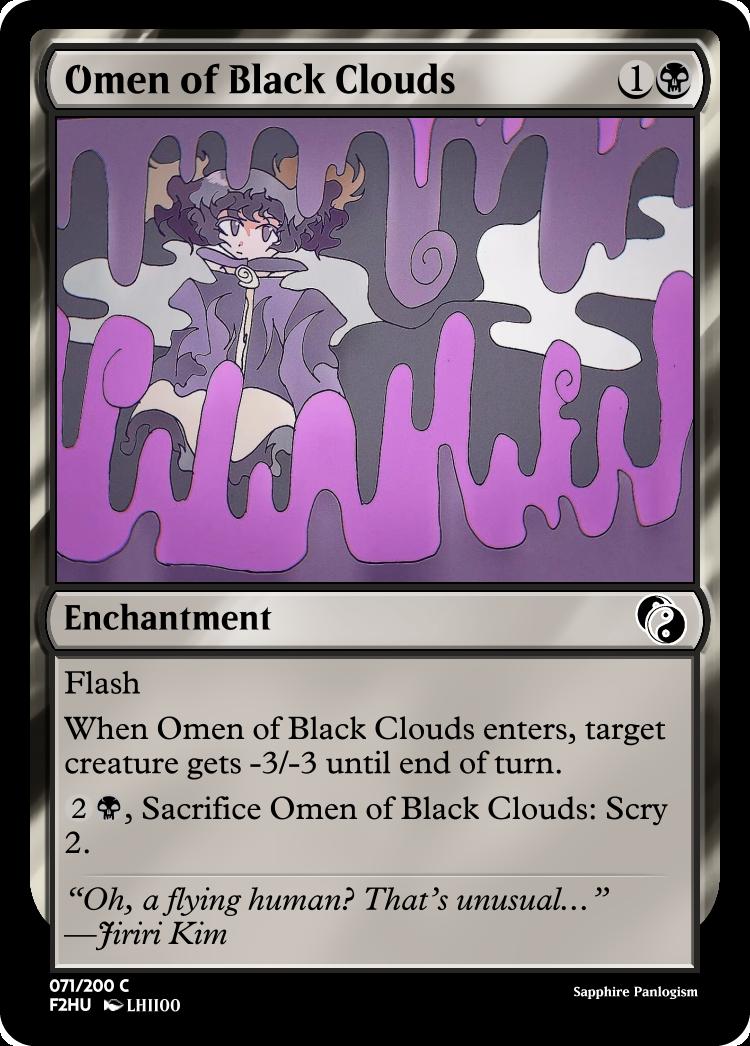 Omen of Black Clouds 1
Enchantment
Flash
When Omen of Black Clouds enters, target
creature gets -3/-3 until end of turn.
2 , Sacrifice Omen of Black Clouds: Scry
2.
“Oh, a flying human? That’s unusual…”
—Jiriri Kim
071/200 C
F2HU LHII00
Sapphire Panlogism